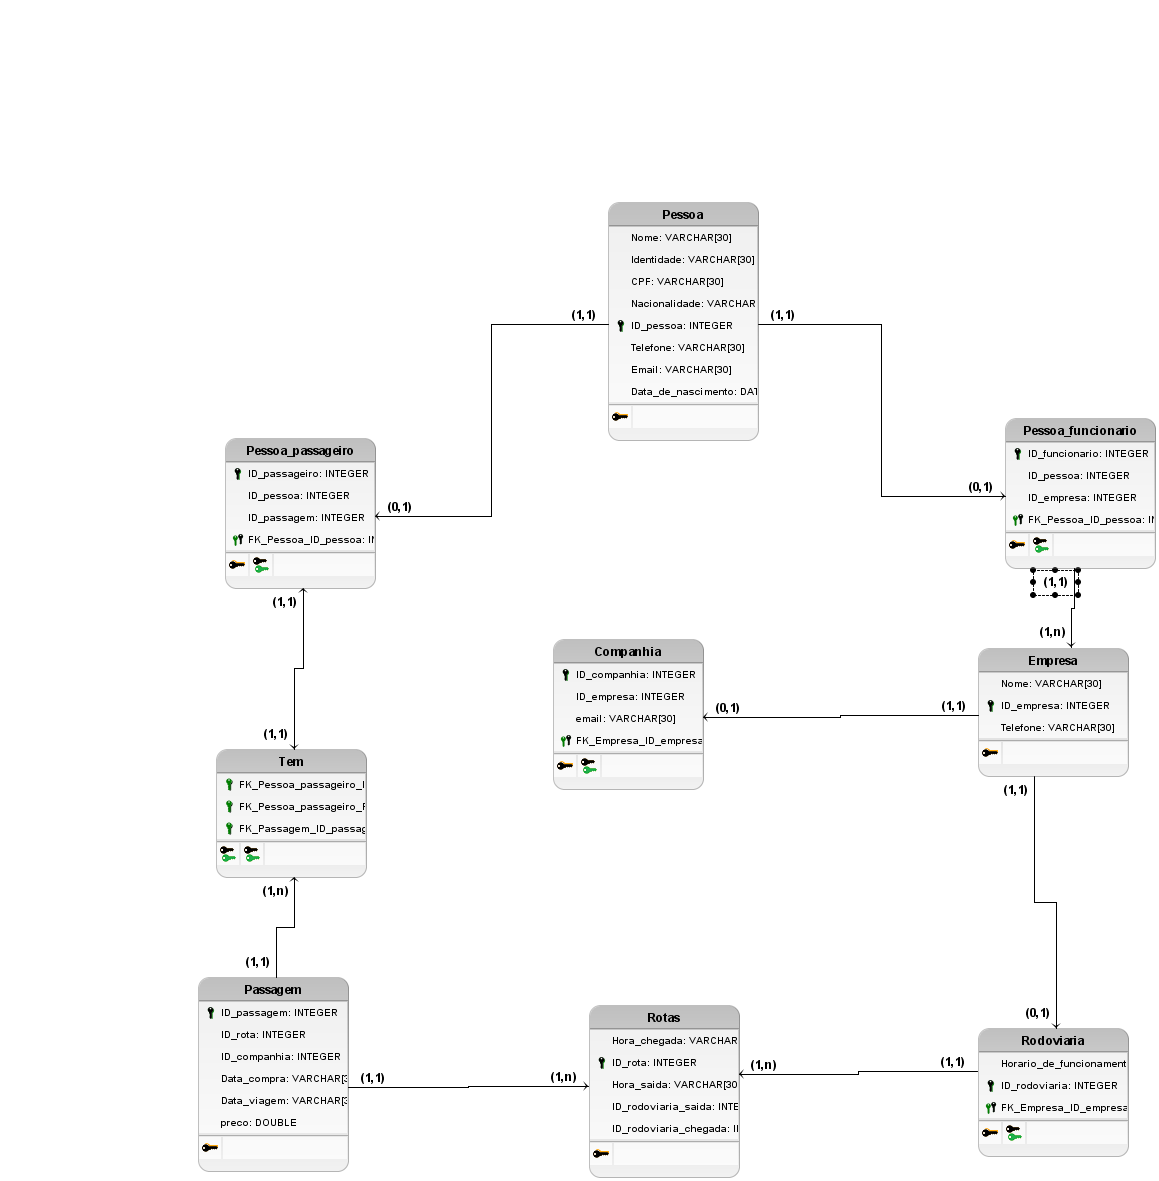 Pessoa
Nome: VARCHAR[30]
Identidade: VARCHAR[30]
CPF: VARCHAR[30]
Nacionalidade: VARCHAR
ID_pessoa: INTEGER
Telefone: VARCHAR[30]
Email: VARCHAR[30]
Data_de_nascimento: DAT
(1,1)
(1,1)
Pessoa_passageiro
ID_passageiro: INTEGER
ID_pessoa: INTEGER
ID_passagem: INTEGER
FK_Pessoa_ID_pessoa: IN
(0,1)
(1,1)
Pessoa_funcionario
ID_funcionario: INTEGER
ID_pessoa: INTEGER
ID_empresa: INTEGER
FK_Pessoa_ID_pessoa: IN
(0,1)
(1,1)
(1,n)
Companhia
ID_companhia: INTEGER
ID_empresa: INTEGER
email: VARCHAR[30]
FK_Empresa_ID_empresa
(0,1)
(1,1)
Empresa
Nome: VARCHAR[30]
ID_empresa: INTEGER
Telefone: VARCHAR[30]
(1,1)
(1,1)
Tem
FK_Pessoa_passageiro_I
FK_Pessoa_passageiro_F
FK_Passagem_ID_passag
(1,n)
(1,1)
Passagem
ID_passagem: INTEGER
ID_rota: INTEGER
ID_companhia: INTEGER
Data_compra: VARCHAR[3
Data_viagem: VARCHAR[3
preco: DOUBLE
(1,1)
(1,n)
Rotas
Hora_chegada: VARCHAR
ID_rota: INTEGER
Hora_saida: VARCHAR[30
ID_rodoviaria_saida: INTE
ID_rodoviaria_chegada: II
(1,n)
(1,1)
(0,1)
Rodoviaria
Horario_de_funcionament
ID_rodoviaria: INTEGER
FK_Empresa_ID_empresa